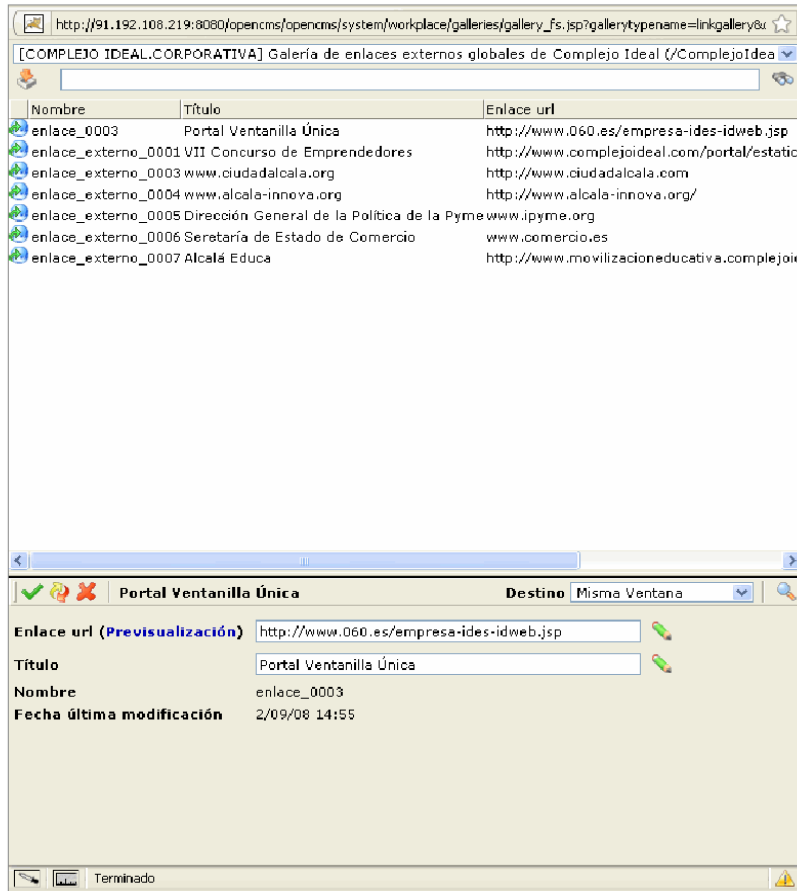 http://91.192.108.219:8080/opencms/opencms/system/workplace/galleries/gallery_fs.jsp?gallerytypename=linkgallery&
[COMPLEJO IDEAL.CORPORATIVA] Galería de enlaces externos globales de Complejo Ideal (/ComplejoIdea
Nombre Título Enlace url
enlace_0003 Portal Ventanilla Única http://www.060.es/empresa-ides-idweb.jsp
enlace_externo_0001 VII Concurso de Emprendedores http://www.complejoideal.com/portal/estatic
enlace_externo_0003 www.ciudadalcala.org http://www.ciudadalcala.com
enlace_externo_0004 www.alcala-innova.org http://www.alcala-innova.org/
enlace_externo_0005 Dirección General de la Política de la Pyme www.ipyme.org
enlace_externo_0006 Seretaría de Estado de Comercio www.comercio.es
enlace_externo_0007 Alcalá Educa http://www.movilizacioneducativa.complejoi
Portal Ventanilla Única Destino Misma Ventana
Enlace url (Previsualización) http://www.060.es/empresa-ides-idweb.jsp
Título Portal Ventanilla Única
Nombre enlace_0003
Fecha última modificación 2/09/08 14:55
Terminado